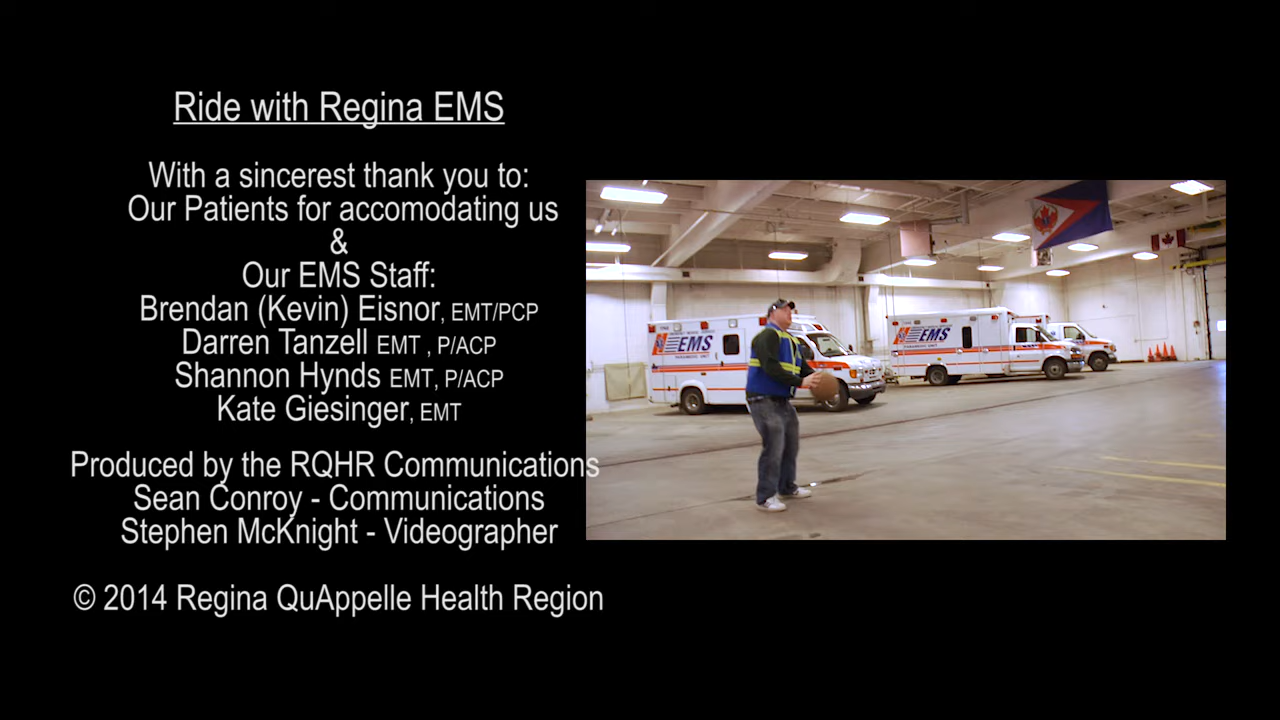 Ride with Regina EMS
With a sincerest thank you to:
Our Patients for accomodating us
&
Our EMS Staff:
Brendan (Kevin) Eisnor, EMT/PCP
Darren Tanzell EMT , P/ACP
Shannon Hynds EMT, P/ACP
Kate Giesinger, EMT
Produced by the RQHR Communications
Sean Conroy - Communications
Stephen McKnight - Videographer
© 2014 Regina QuAppelle Health Region
EMS
EMS